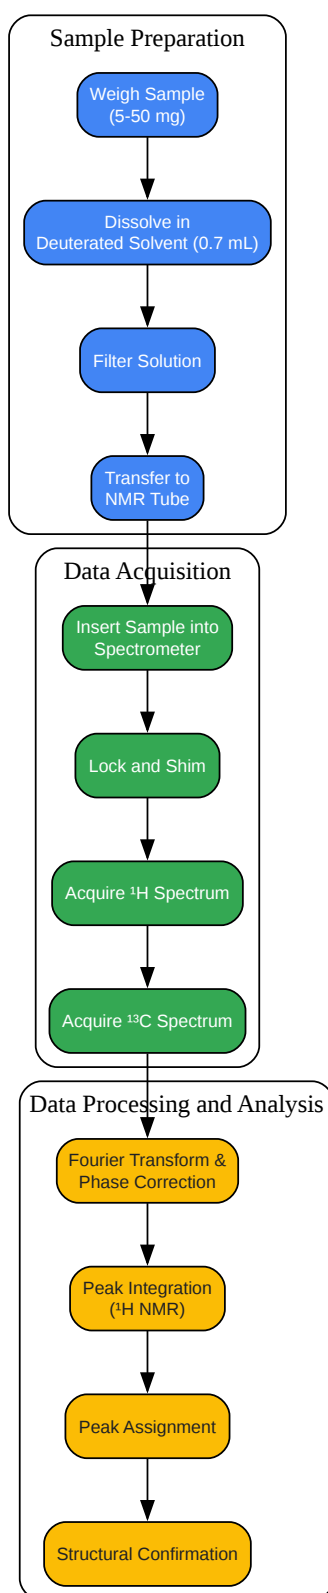 Sample Preparation
Weigh Sample
(5-50 mg)
Dissolve in
Deuterated Solvent (0.7 mL)
Filter Solution
Transfer to
NMR Tube
Data Acquisition
Insert Sample into
Spectrometer
Lock and Shim
Acquire ¹H Spectrum
Acquire ¹³C Spectrum
Data Processing and Analysis
Fourier Transform &
Phase Correction
Peak Integration
(¹H NMR)
Peak Assignment
Structural Confirmation